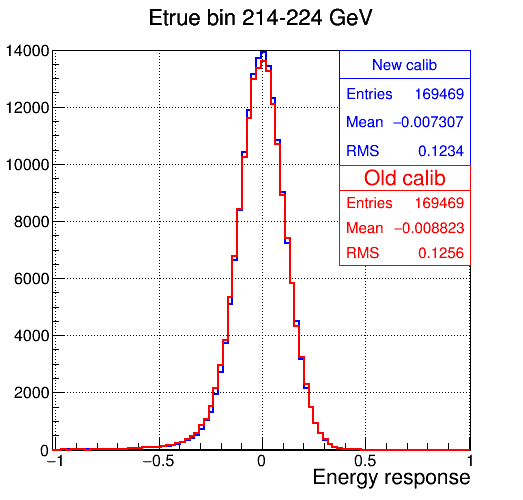 Etrue bin 214-224 GeV
New calib
Entries 169469
Mean −0.007307
RMS 0.1234
Old calib
Entries 169469
Mean −0.008823
RMS 0.1256
14000
12000
10000
8000
6000
4000
2000
0
−1 −0.5 0 0.5 1
Energy response